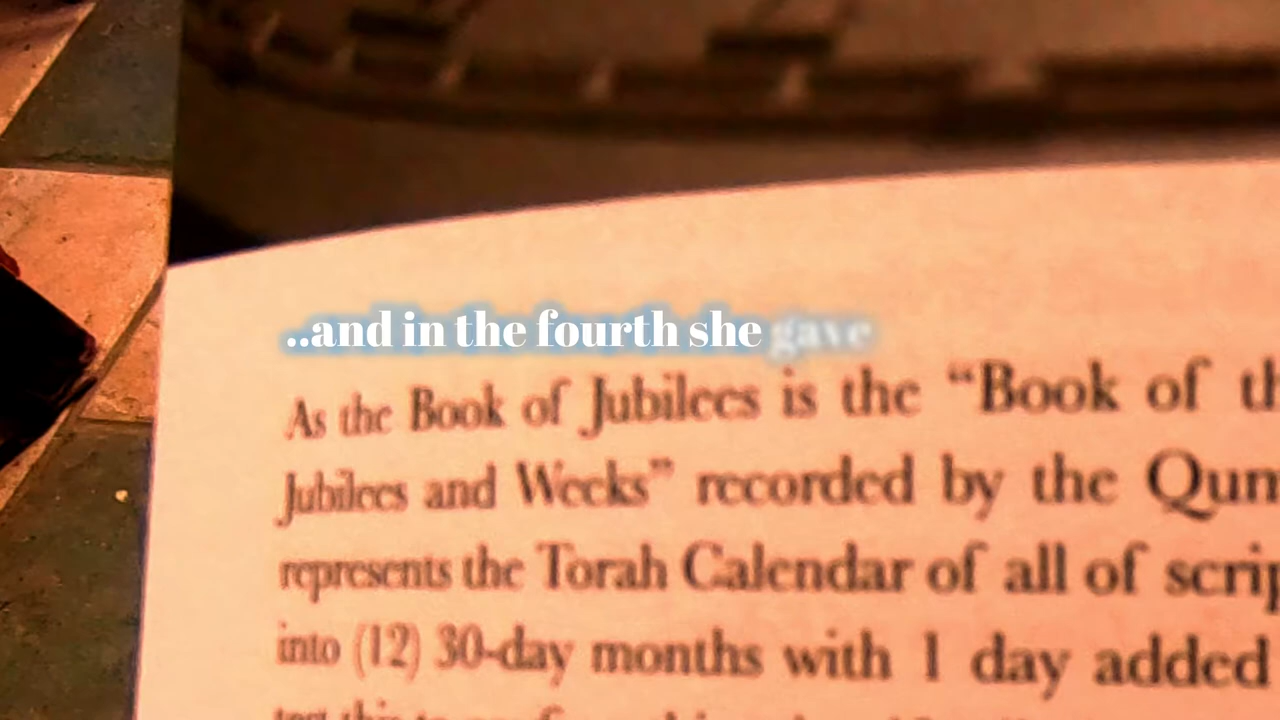 ..and in the fourth she gave
As the Book of Jubilees is the “Book of
Jubilees and Weeks” recorded by the
represents the Torah Calendar of all of
into (12) 30-day months with 1 day added